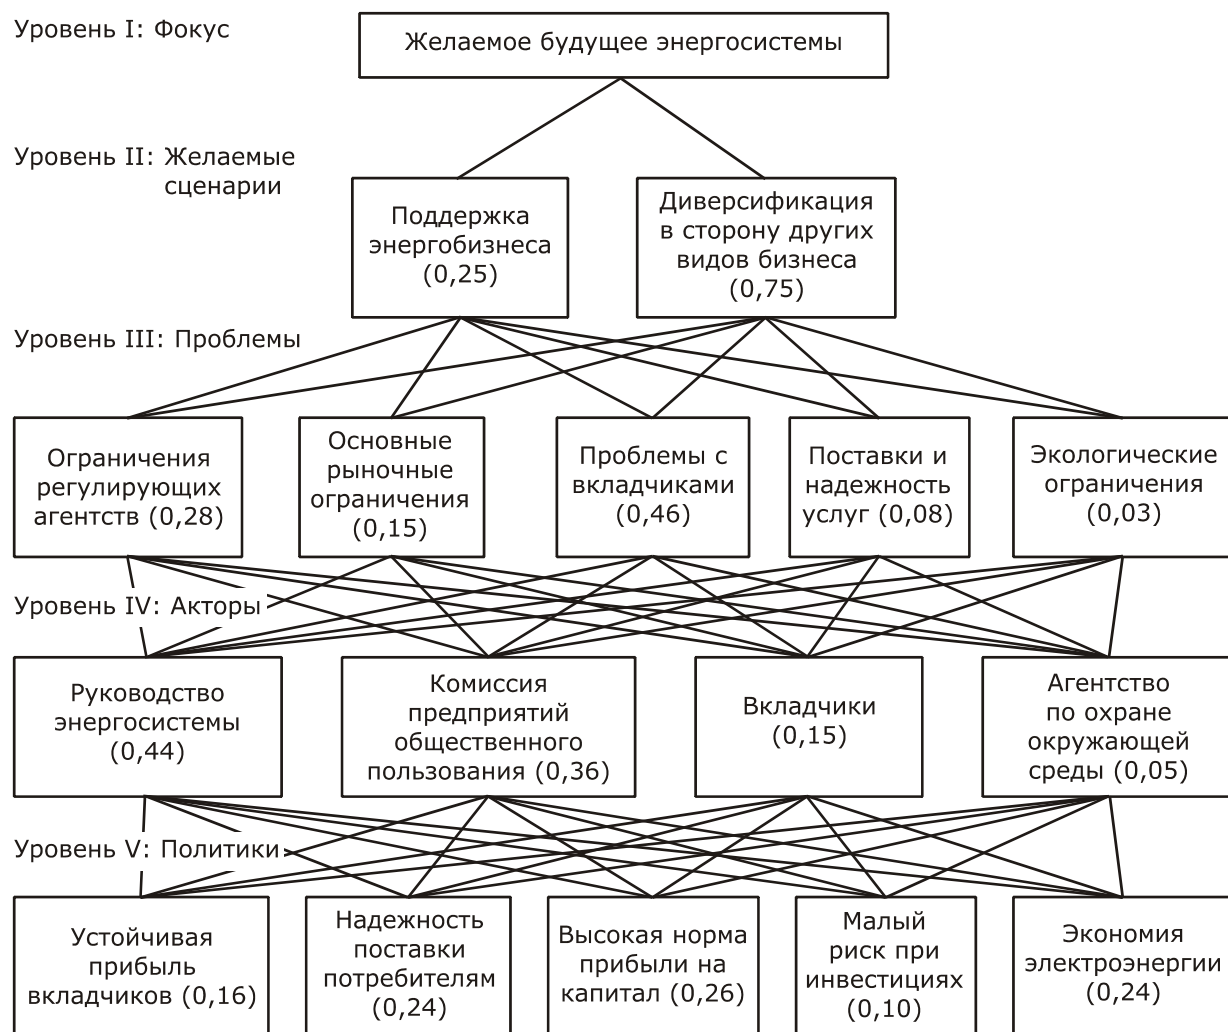 Уровень I: Фокус
Желаемое будущее энергосистемы
Уровень II: Желаемые
сценарии
Поддержка
энергобизнеса
(0,25)
Диверсификация
в сторону других
видов бизнеса
(0,75)
Уровень III: Проблемы
Ограничения
регулирующих
агентств (0,28)
Основные
рыночные
ограничения
(0,15)
Проблемы с
вкладчиками
(0,46)
Поставки и
надежность
услуг (0,08)
Экологические
ограничения
(0,03)
Уровень IV: Акторы
Руководство
энергосистемы
(0,44)
Комиссия
предприятий
общественного
пользования (0,36)
Вкладчики
(0,15)
Агентство
по охране
окружающей
среды (0,05)
Уровень V: Политики
Устойчивая
прибыль
вкладчиков (0,16)
Надежность
поставки
потребителям
(0,24)
Высокая норма
прибыли на
капитал (0,26)
Малый
риск при
инвестициях
(0,10)
Экономия
электроэнергии
(0,24)